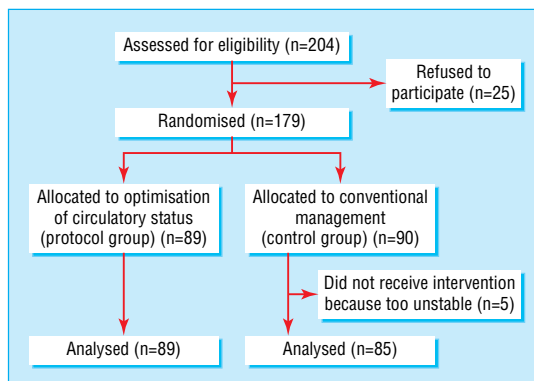 Assessed for eligibility (n=204)
Refused to
participate (n=25)
Randomised (n=179)
Allocated to optimisation
of circulatory status
(protocol group) (n=89)
Allocated to conventional
management
(control group) (n=90)
Did not receive intervention
because too unstable (n=5)
Analysed (n=89)
Analysed (n=85)